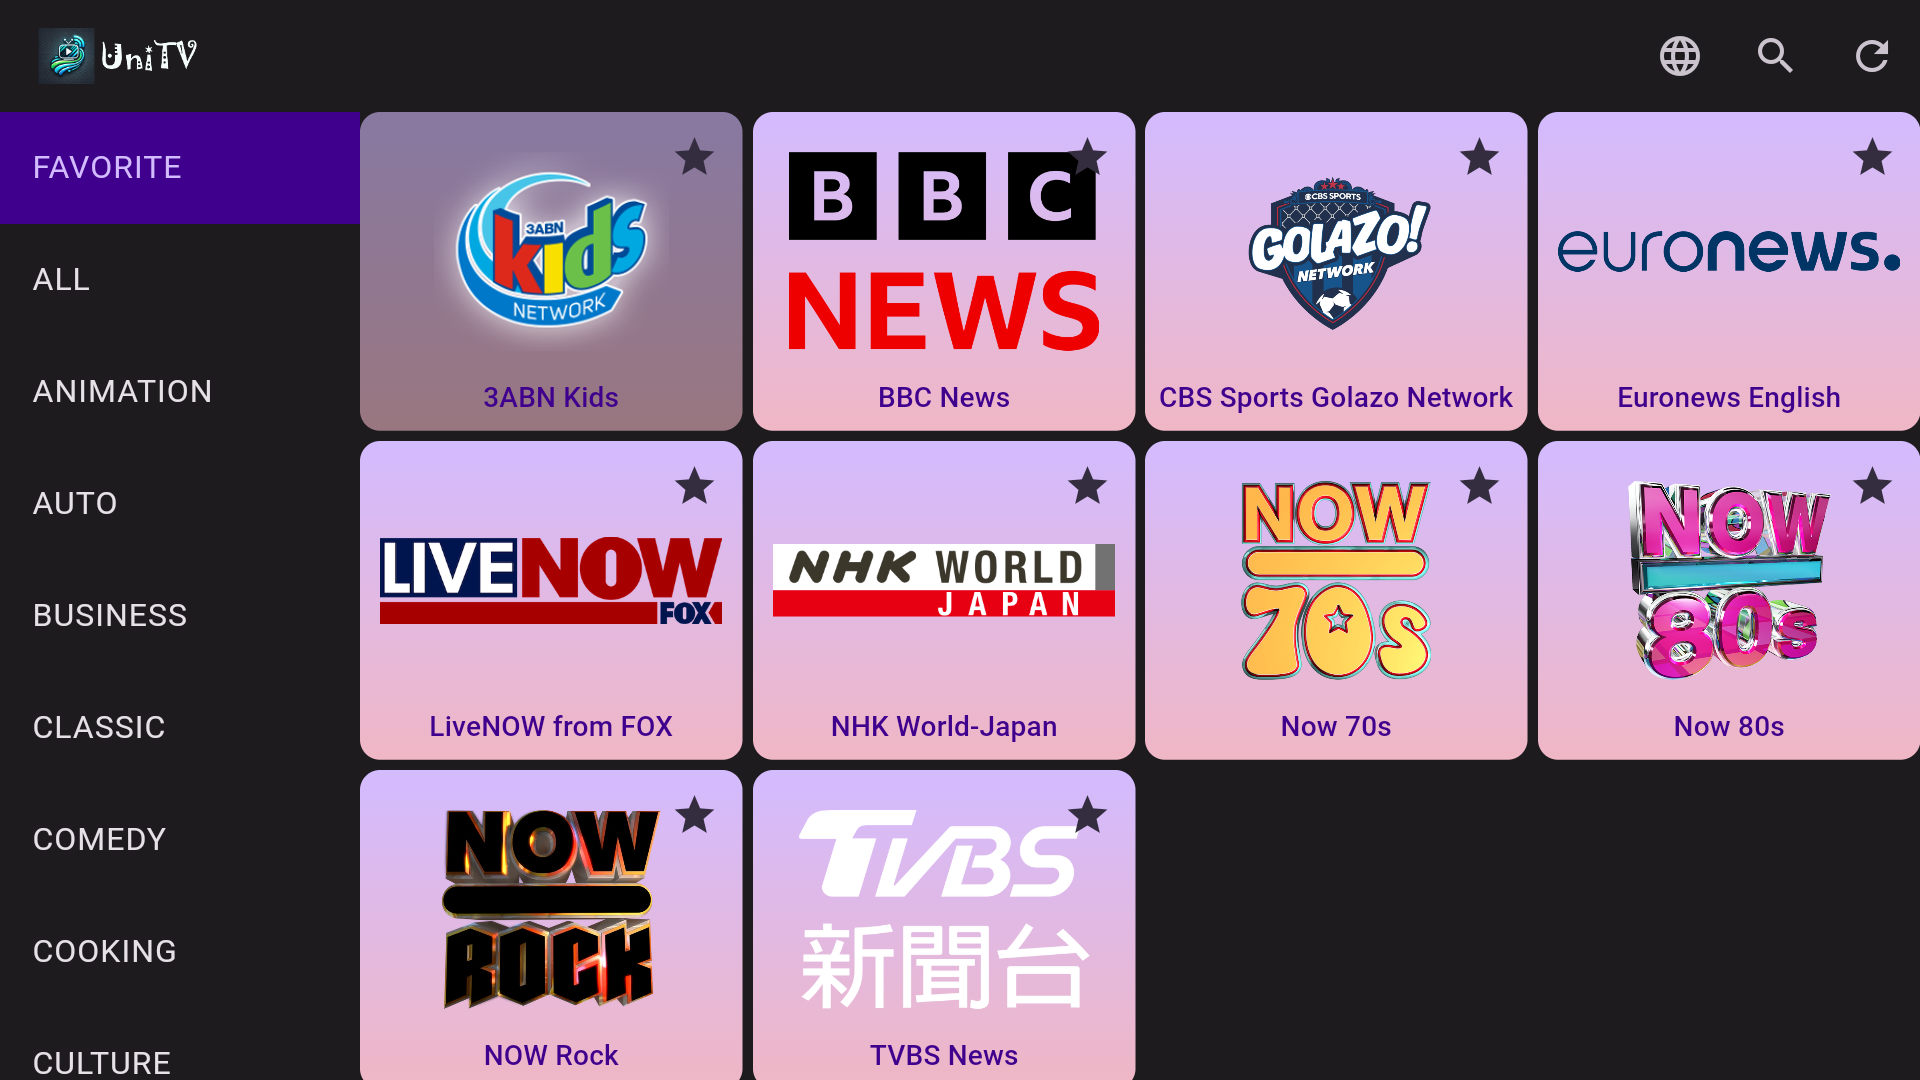 UniTV
FAVORITE
ALL
ANIMATION
AUTO
BUSINESS
CLASSIC
COMEDY
COOKING
CULTURE
3ABN
kids
NETWORK
3ABN Kids
BBC
NEWS
BBC News
CBS SPORTS
GOLAZO!
NETWORK
CBS Sports Golazo Network
euronews.
Euronews English
LIVENOW
FOX
LiveNOW from FOX
NHK WORLD
JAPAN
NHK World-Japan
NOW
70s
Now 70s
NOW
80s
Now 80s
NOW
ROCK
NOW Rock
TVBS
新聞台
TVBS News